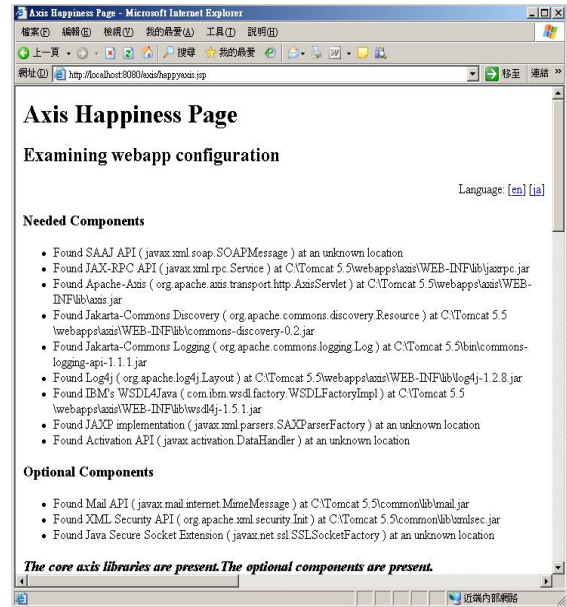 Axis Happiness Page - Microsoft Internet Explorer
檔案(F) 編輯(E) 檢視(V) 我的最愛(A) 工具(T) 說明(H)
上一頁 搜尋 我的最愛
網址(D) http://localhost:8080/axis/happyaxis.jsp 移至 連結 »
Axis Happiness Page
Examining webapp configuration
Language: [en] [ja]
Needed Components
• Found SAAJ API ( javax.xml.soap.SOAPMessage ) at an unknown location
• Found JAX-RPC API ( javax.xml.rpc.Service ) at C:\Tomcat 5.5\webapps\axis\WEB-INF\lib\jaxrpc.jar
• Found Apache-Axis ( org.apache.axis.transport.http.AxisServlet ) at C:\Tomcat 5.5\webapps\axis\WEB-
INF\lib\axis.jar
• Found Jakarta-Commons Discovery ( org.apache.commons.discovery.Resource ) at C:\Tomcat 5.5
\webapps\axis\WEB-INF\lib\commons-discovery-0.2.jar
• Found Jakarta-Commons Logging ( org.apache.commons.logging.Log ) at C:\Tomcat 5.5\bin\commons-
logging-api-1.1.1.jar
• Found Log4j ( org.apache.log4j.Layout ) at C:\Tomcat 5.5\webapps\axis\WEB-INF\lib\log4j-1.2.8.jar
• Found IBM's WSDL4Java ( com.ibm.wsdl.factory.WSDLFactoryImpl ) at C:\Tomcat 5.5
\webapps\axis\WEB-INF\lib\wsdl4j-1.5.1.jar
• Found JAXP implementation ( javax.xml.parsers.SAXParserFactory ) at an unknown location
• Found Activation API ( javax.activation.DataHandler ) at an unknown location
Optional Components
• Found Mail API ( javax.mail.internet.MimeMessage ) at C:\Tomcat 5.5\common\lib\mail.jar
• Found XML Security API ( org.apache.xml.security.Init ) at C:\Tomcat 5.5\common\lib\xmlsec.jar
• Found Java Secure Socket Extension ( javax.net.ssl.SSLSocketFactory ) at an unknown location
The core axis libraries are present.The optional components are present.
近端內部網路